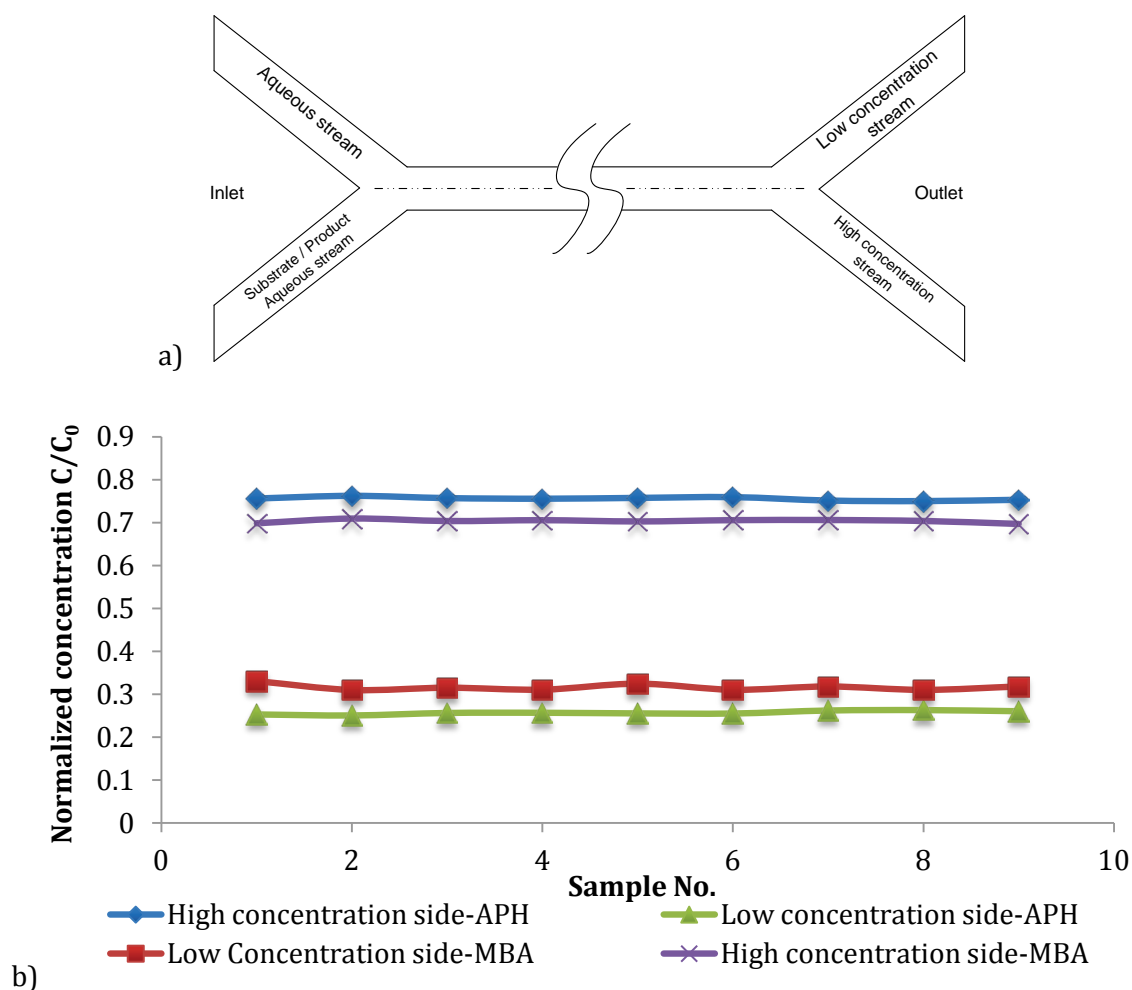 Aqueous stream
Low concentration
stream
Inlet
Outlet
Substrate / Product
Aqueous stream
High concentration
stream
a)
Normalized concentration C/C₀
0.9
0.8
0.7
0.6
0.5
0.4
0.3
0.2
0.1
0
0 2 4 6 8 10
Sample No.
High concentration side-APH Low concentration side-APH
Low Concentration side-MBA High concentration side-MBA
b)